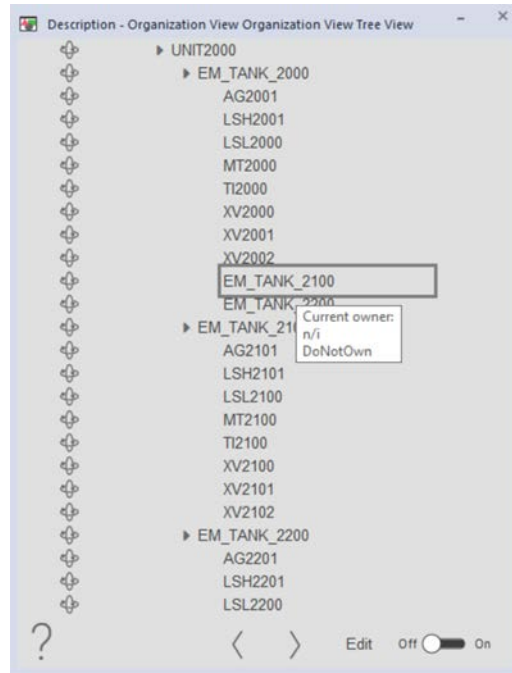 Description - Organization View Organization View Tree View
UNIT2000
EM_TANK_2000
AG2001
LSH2001
LSL2000
MT2000
TI2000
XV2000
XV2001
XV2002
EM_TANK_2100
EM_TANK_2200
Current owner:
n/i
DoNotOwn
EM_TANK_210
AG2101
LSH2101
LSL2100
MT2100
TI2100
XV2100
XV2101
XV2102
EM_TANK_2200
AG2201
LSH2201
LSL2200
? Edit Off On